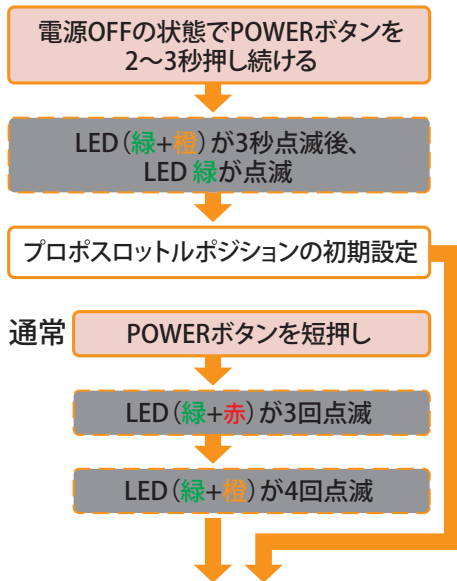 電源OFFの状態でPOWERボタンを
2～3秒押し続ける
LED（緑+橙）が3秒点滅後、
LED 緑が点滅
プロポスロットルポジションの初期設定
通常
POWERボタンを短押し
LED（緑+赤）が3回点滅
LED（緑+橙）が4回点滅